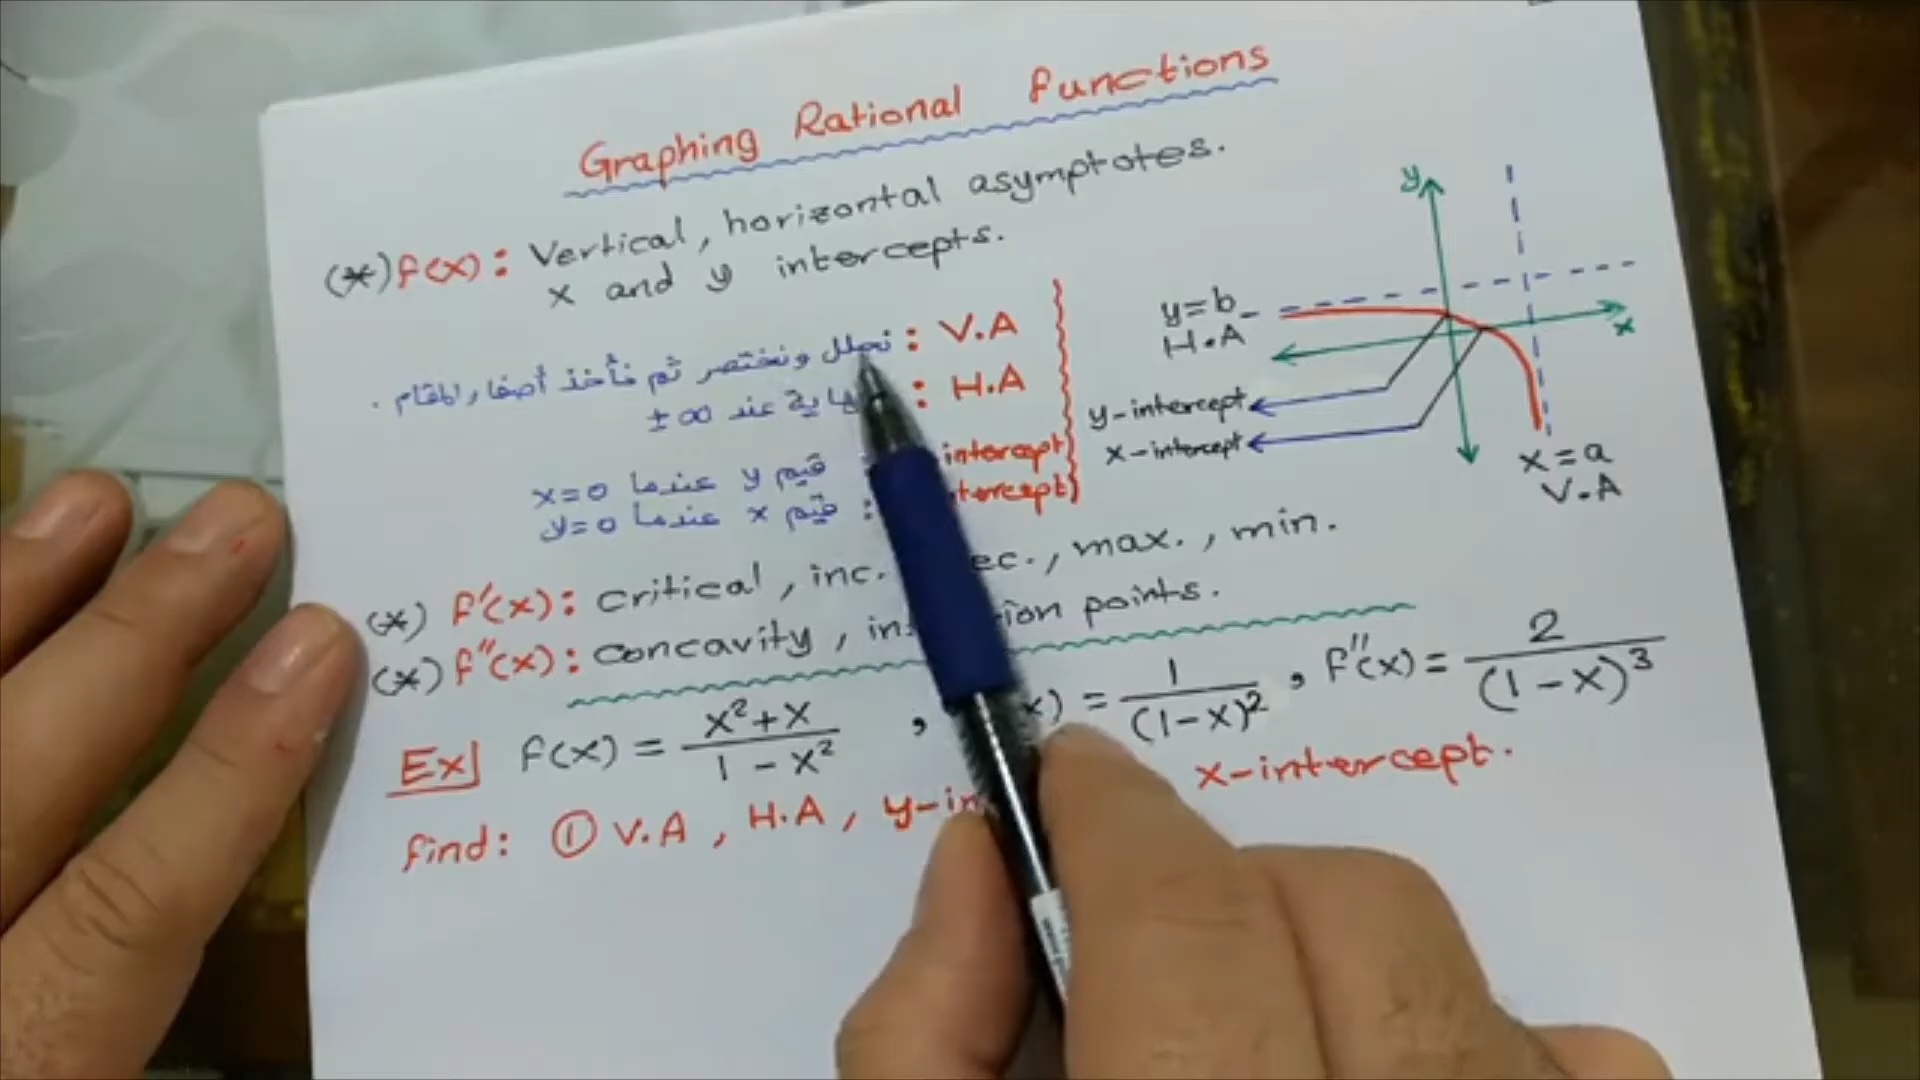 Graphing Rational functions
(*) f(x): Vertical, horizontal asymptotes.
x and y intercepts.
V.A : نحلل ونختصر ثم نأخذ أصفار المقام .
H.A : عند ∞ ±
intercept) قيم y عندما x=0
قيم x عندما y=0
(*) f'(x): critical, inc. max. , min.
(*) f"(x): concavity, points.
y
x
y=b
H.A
y-intercept
x-intercept
x=a
V.A
Ex] f(x) = x²+x / 1-x² , = 1 / (1-x)² , f"(x) = 2 / (1-x)³
find: ① V.A , H.A , x-intercept.